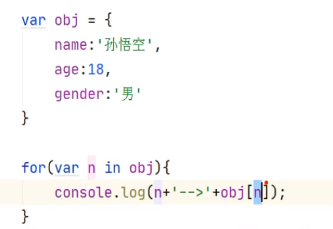 var obj = {
    name:'孙悟空',
    age:18,
    gender:'男'
}
for(var n in obj){
    console.log(n+'-->'+obj[n]);
}